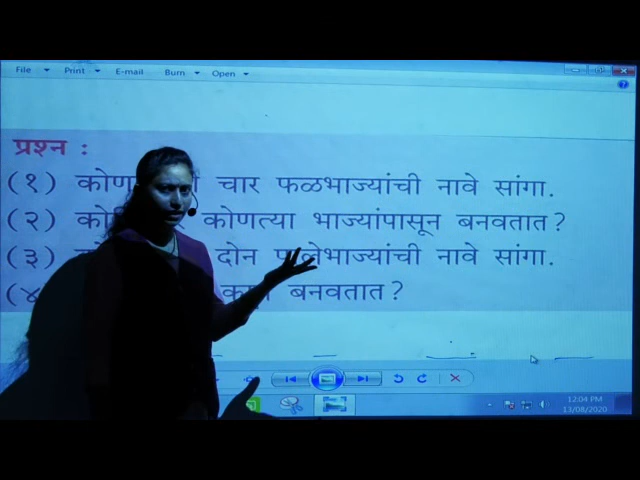 File Print E-mail Burn Open
प्रश्न :
(१) चार फळभाज्यांची नावे सांगा.
(२) कोणत्या भाज्यांपासून बनवतात?
(३) दोन नावे सांगा.
(४ बनवतात?
12:04 PM
13/08/2020